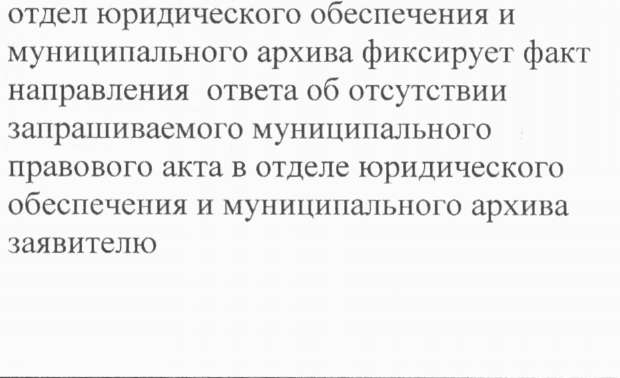 отдел юридического обеспечения и
муниципального архива фиксирует факт
направления ответа об отсутствии
запрашиваемого муниципального
правового акта в отделе юридического
обеспечения и муниципального архива
заявителю